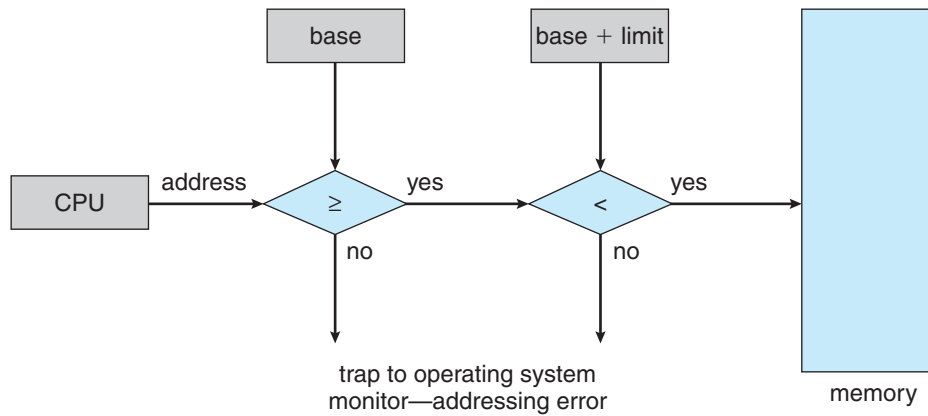 base
base + limit
CPU
address
≥
yes
<
yes
no
no
trap to operating system
monitor—addressing error
memory